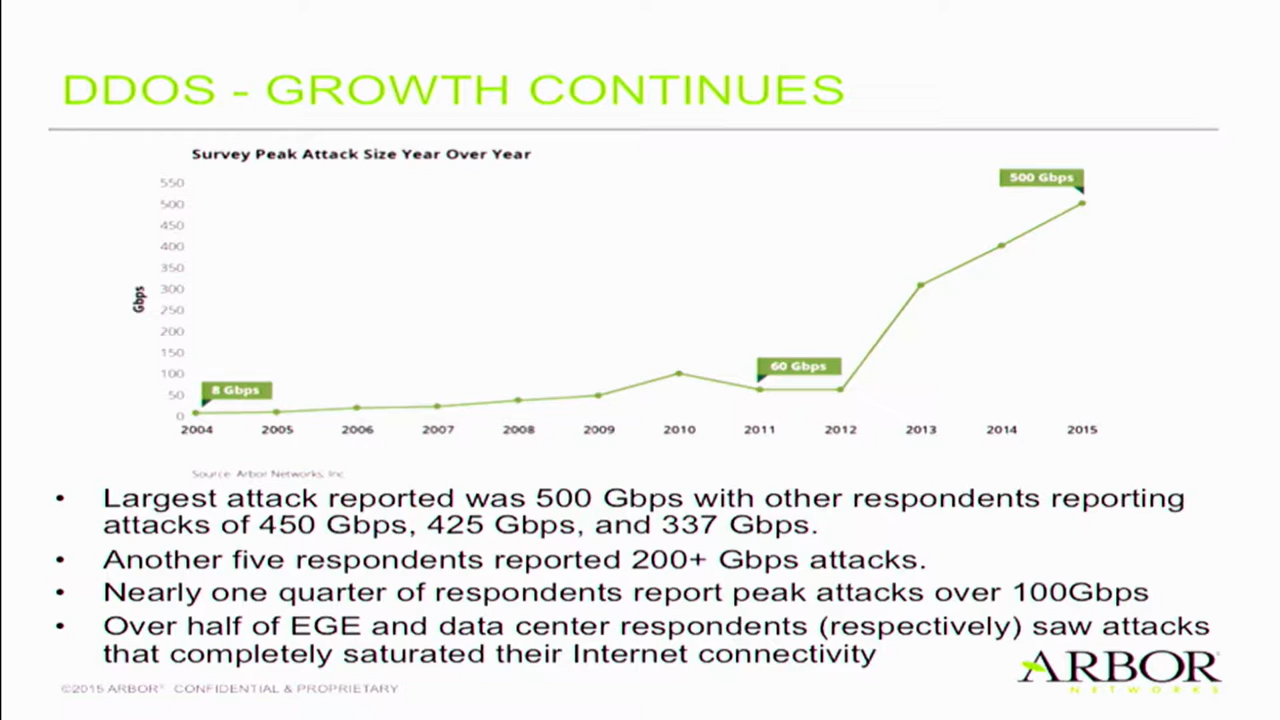 DDOS - GROWTH CONTINUES
Survey Peak Attack Size Year Over Year
550
500
450
400
350
300
250
200
150
100
50
0
Gbps
8 Gbps
60 Gbps
500 Gbps
2004 2005 2006 2007 2008 2009 2010 2011 2012 2013 2014 2015
Source: Arbor Networks, Inc.
• Largest attack reported was 500 Gbps with other respondents reporting
attacks of 450 Gbps, 425 Gbps, and 337 Gbps.
• Another five respondents reported 200+ Gbps attacks.
• Nearly one quarter of respondents report peak attacks over 100Gbps
• Over half of EGE and data center respondents (respectively) saw attacks
that completely saturated their Internet connectivity
©2015 ARBOR® CONFIDENTIAL & PROPRIETARY
ARBOR®
NETWORKS